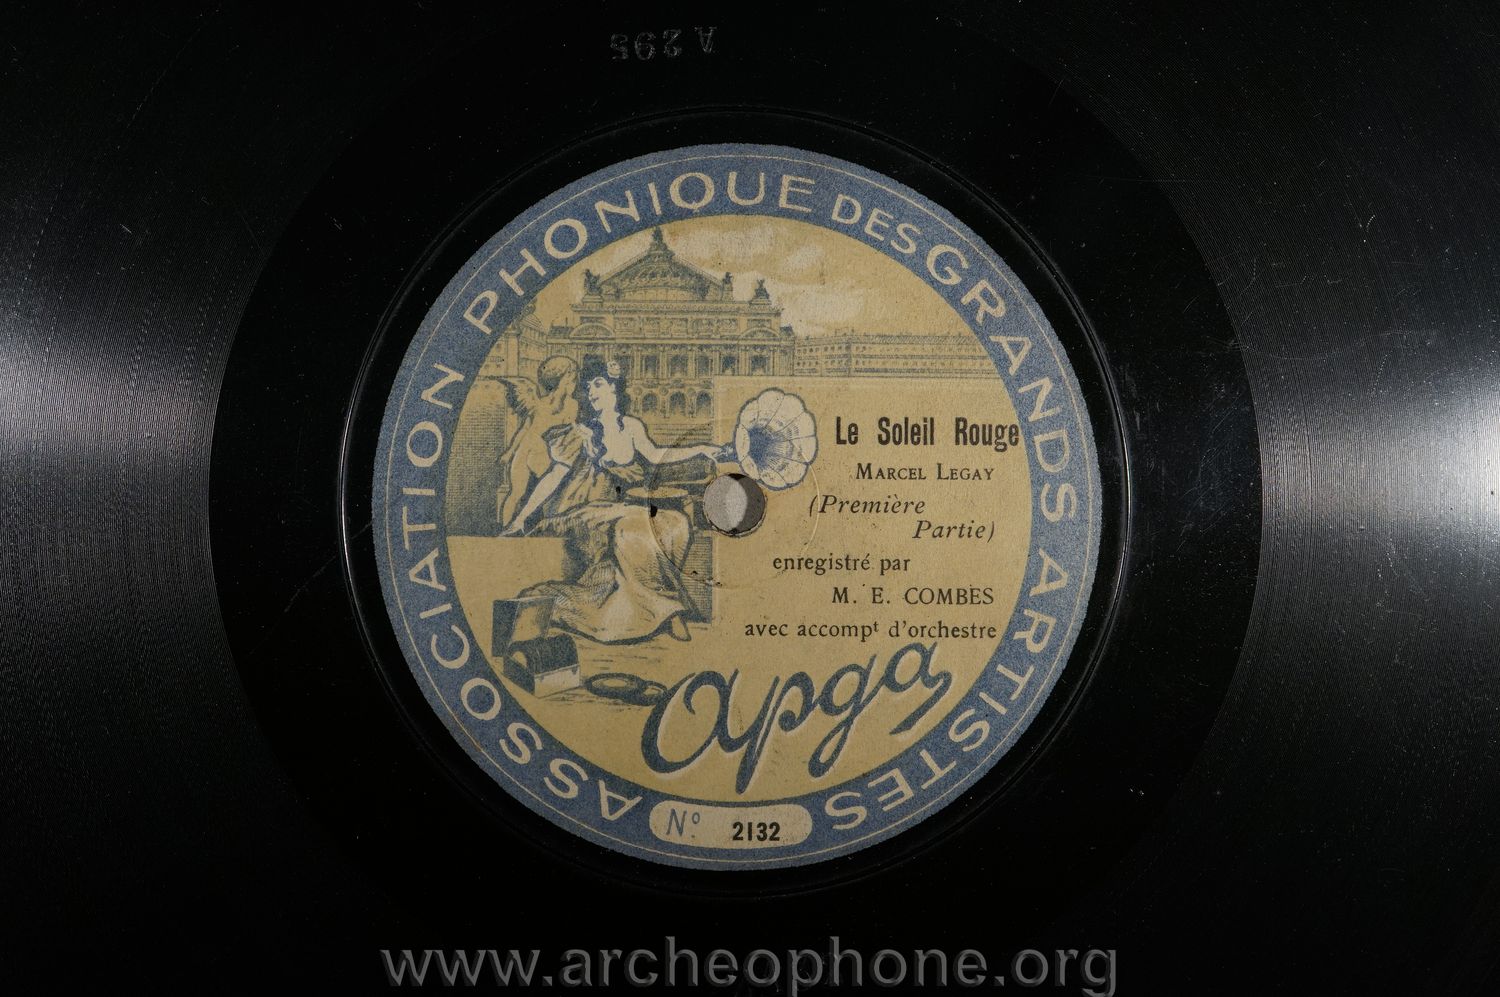 A 295
ASSOCIATION PHONIQUE DES GRANDS ARTISTES
Le Soleil Rouge
MARCEL LEGAY
(Première
Partie)
enregistré par
M. E. COMBES
avec accompt d'orchestre
apga
Nº 2132
www.archeophone.org